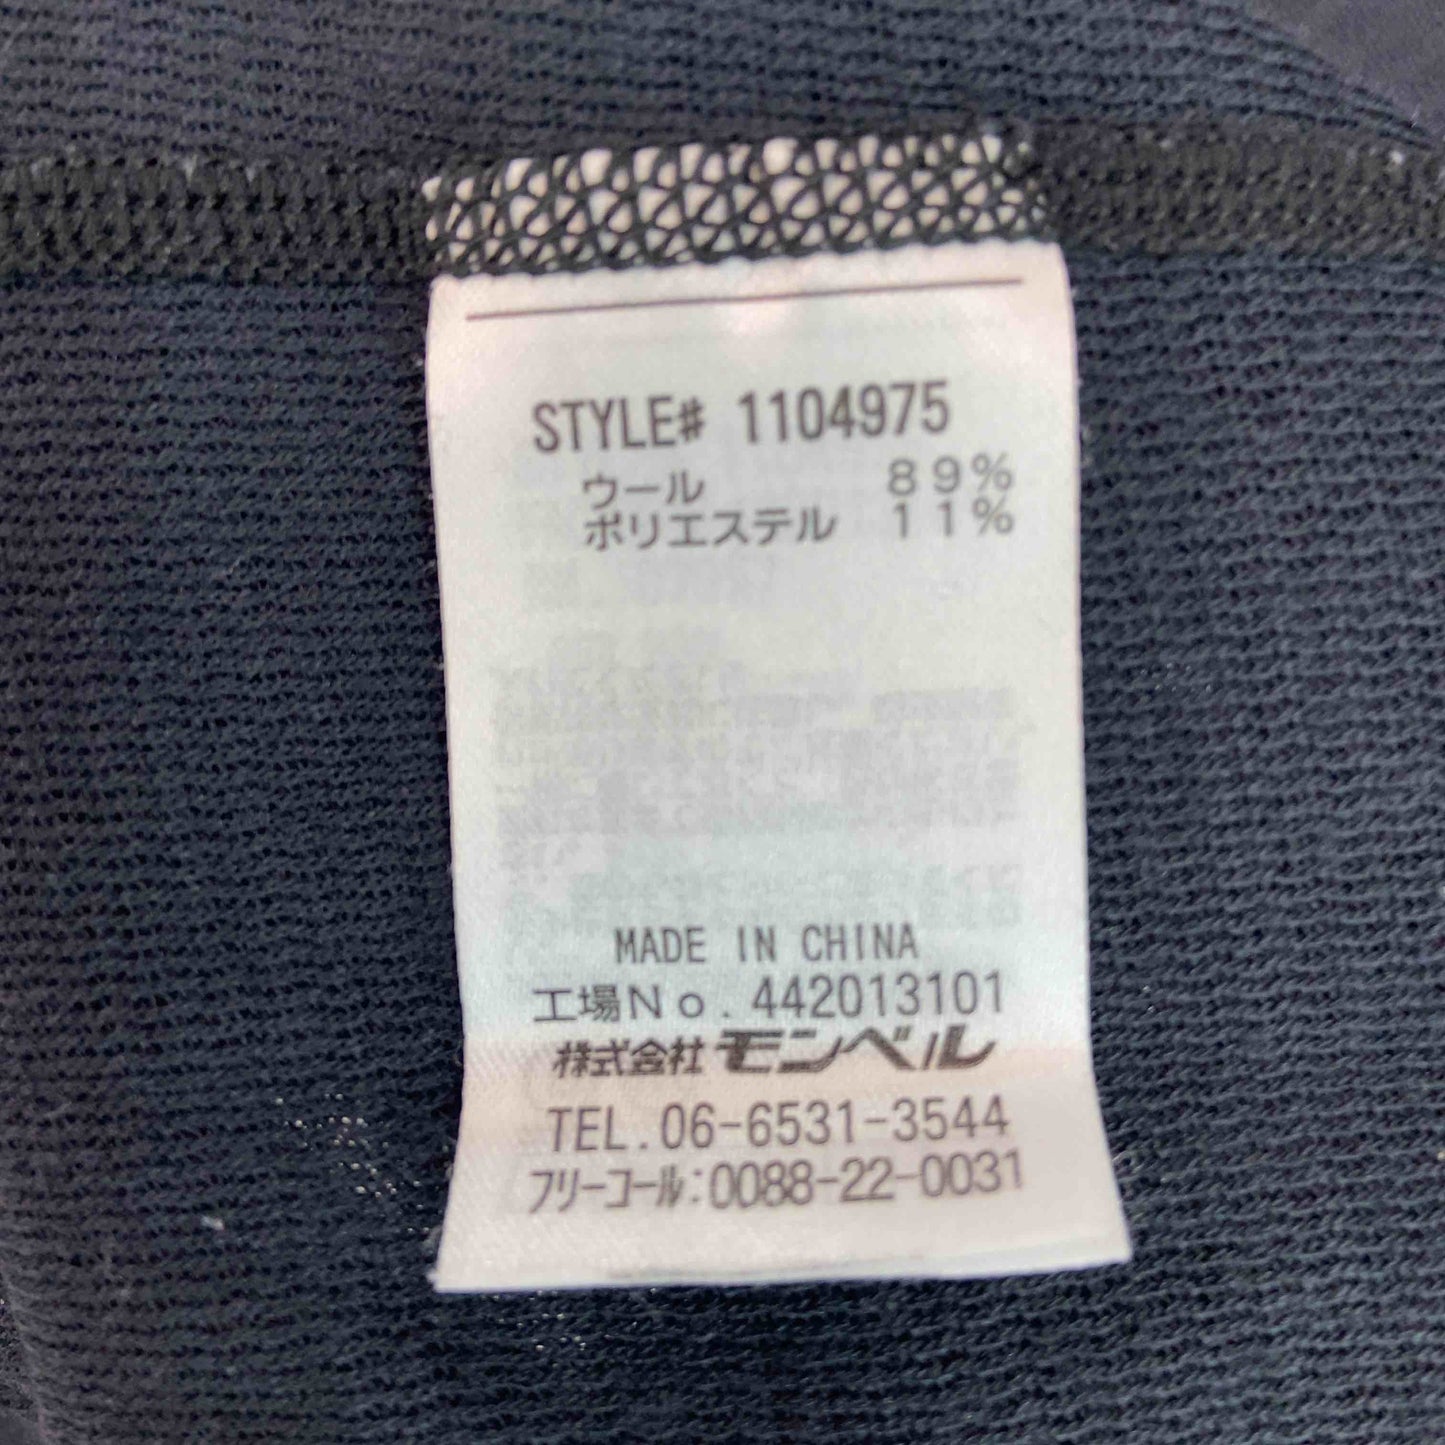 STYLE# 1104975
ウール 89%
ポリエステル 11%
MADE IN CHINA
工場No.442013101
株式会社 モンベル
TEL.06-6531-3544
フリーコール:0088-22-0031